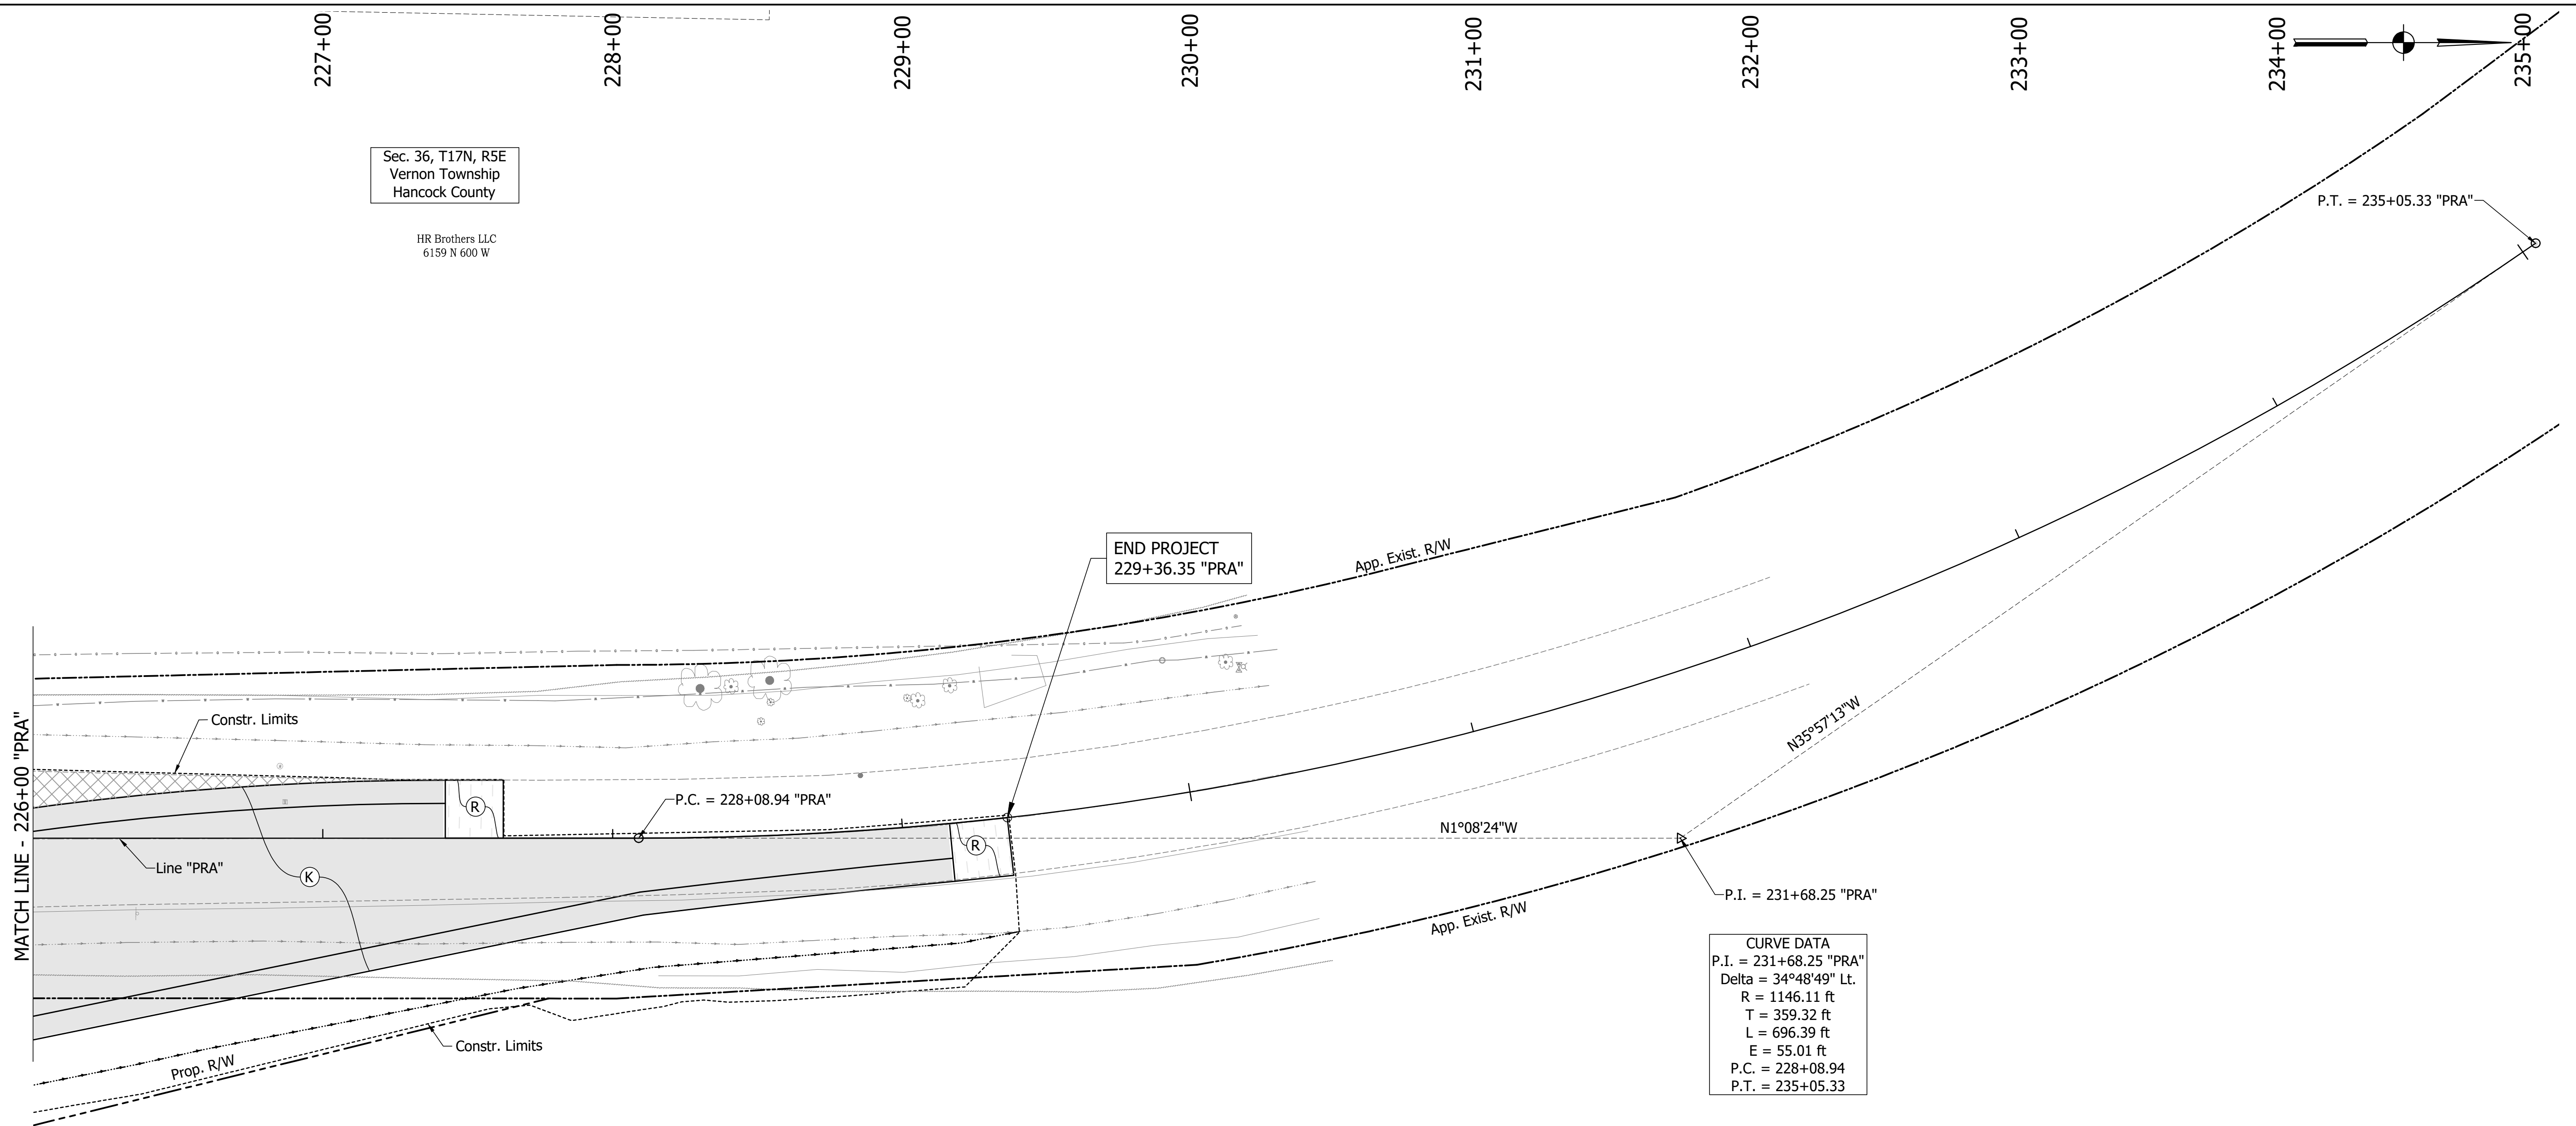 227+00
228+00
229+00
230+00
231+00
232+00
233+00
234+00
235+00
Sec. 36, T17N, R5E
Vernon Township
Hancock County
HR Brothers LLC
6159 N 600 W
P.T. = 235+05.33 "PRA"
END PROJECT
229+36.35 "PRA"
App. Exist. R/W
MATCH LINE - 226+00 "PRA"
Constr. Limits
R
P.C. = 228+08.94 "PRA"
N35°57'13"W
N1°08'24"W
R
Line "PRA"
K
P.I. = 231+68.25 "PRA"
App. Exist. R/W
CURVE DATA
P.I. = 231+68.25 "PRA"
Delta = 34°48'49" Lt.
R = 1146.11 ft
T = 359.32 ft
L = 696.39 ft
E = 55.01 ft
P.C. = 228+08.94
P.T. = 235+05.33
Constr. Limits
Prop. R/W